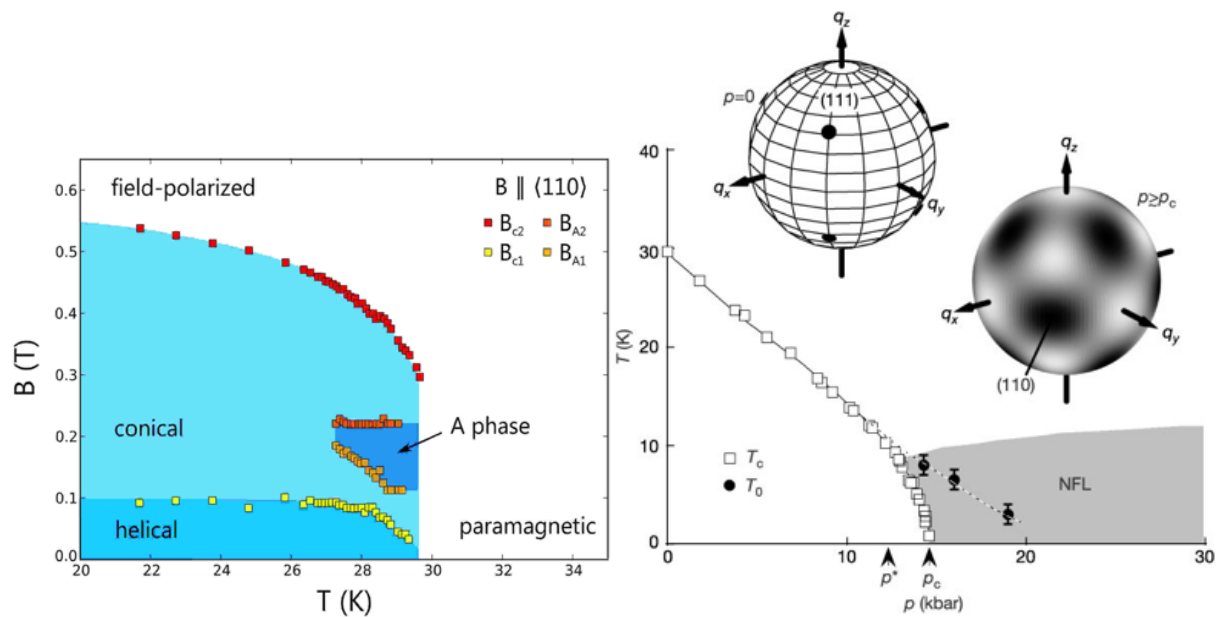 0.6
0.5
0.4
0.3
0.2
0.1
0.0
B (T)
field-polarized
B ∥ ⟨110⟩
B_c2
B_A2
B_c1
B_A1
conical
A phase
helical
paramagnetic
20
22
24
26
28
30
32
34
T (K)
q_z
p=0
(111)
q_x
q_y
q_z
p≥p_c
q_x
q_y
(110)
40
30
20
10
0
T (K)
T_c
T_0
NFL
0
10
20
30
p*
p_c
p (kbar)